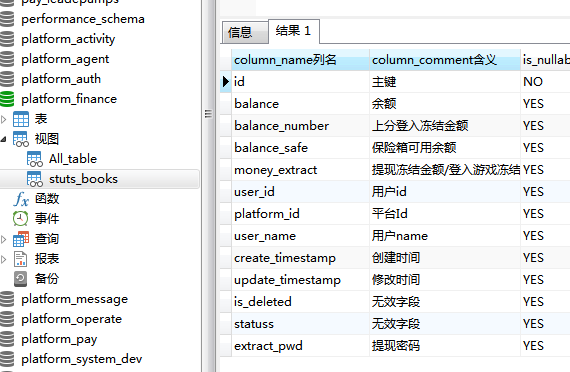 pay_leadepumps
performance_schema
platform_activity
platform_agent
platform_auth
platform_finance
表
视图
All_table
stuts_books
函数
事件
查询
报表
备份
platform_message
platform_operate
platform_pay
platform_system_dev
信息 结果 1
column_name列名 column_comment含义 is_nullab
id 主键 NO
balance 余额 YES
balance_number 上分登入冻结金额 YES
balance_safe 保险箱可用余额 YES
money_extract 提现冻结金额/登入游戏冻结 YES
user_id 用户id YES
platform_id 平台Id YES
user_name 用户name YES
create_timestamp 创建时间 YES
update_timestamp 修改时间 YES
is_deleted 无效字段 YES
statuss 无效字段 YES
extract_pwd 提现密码 YES